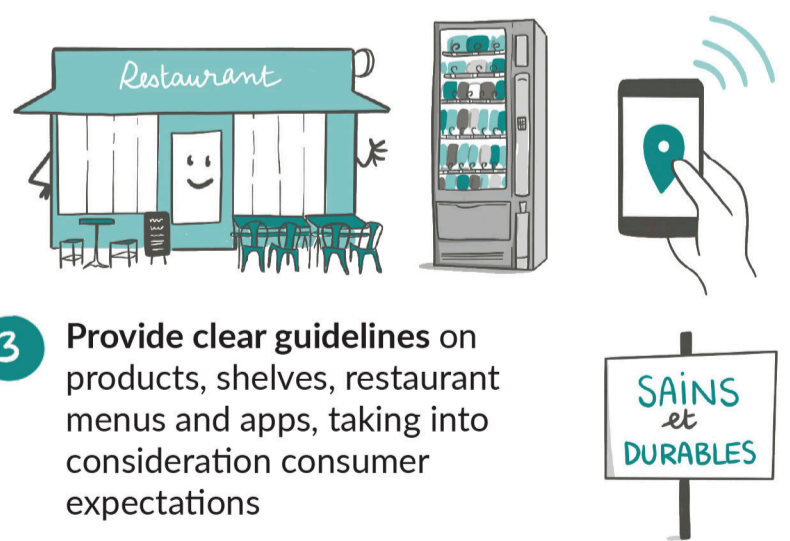 Restaurant
3
Provide clear guidelines on
products, shelves, restaurant
menus and apps, taking into
consideration consumer
expectations
SAiNS
et
DURABLES